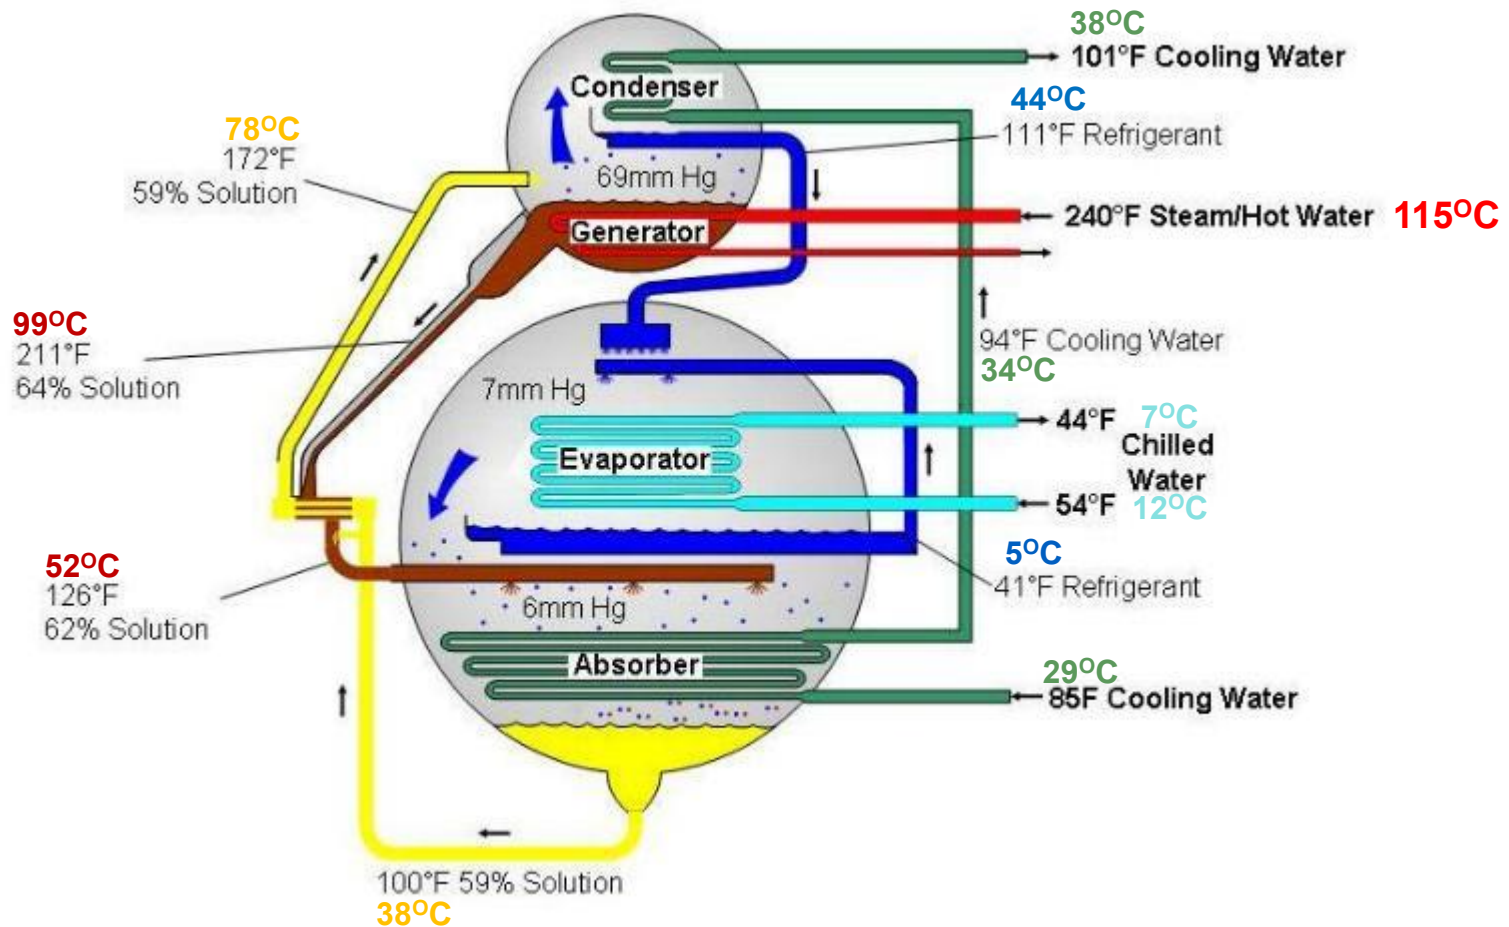 38ᴼC
101°F Cooling Water
Condenser
44ᴼC
111°F Refrigerant
78ᴼC
172°F
59% Solution
69mm Hg
240°F Steam/Hot Water 115ᴼC
Generator
99ᴼC
211°F
64% Solution
94°F Cooling Water
34ᴼC
7mm Hg
44°F 7ᴼC
Chilled
Water
Evaporator
54°F 12ᴼC
5ᴼC
41°F Refrigerant
52ᴼC
126°F
62% Solution
6mm Hg
Absorber
29ᴼC
85F Cooling Water
100°F 59% Solution
38ᴼC